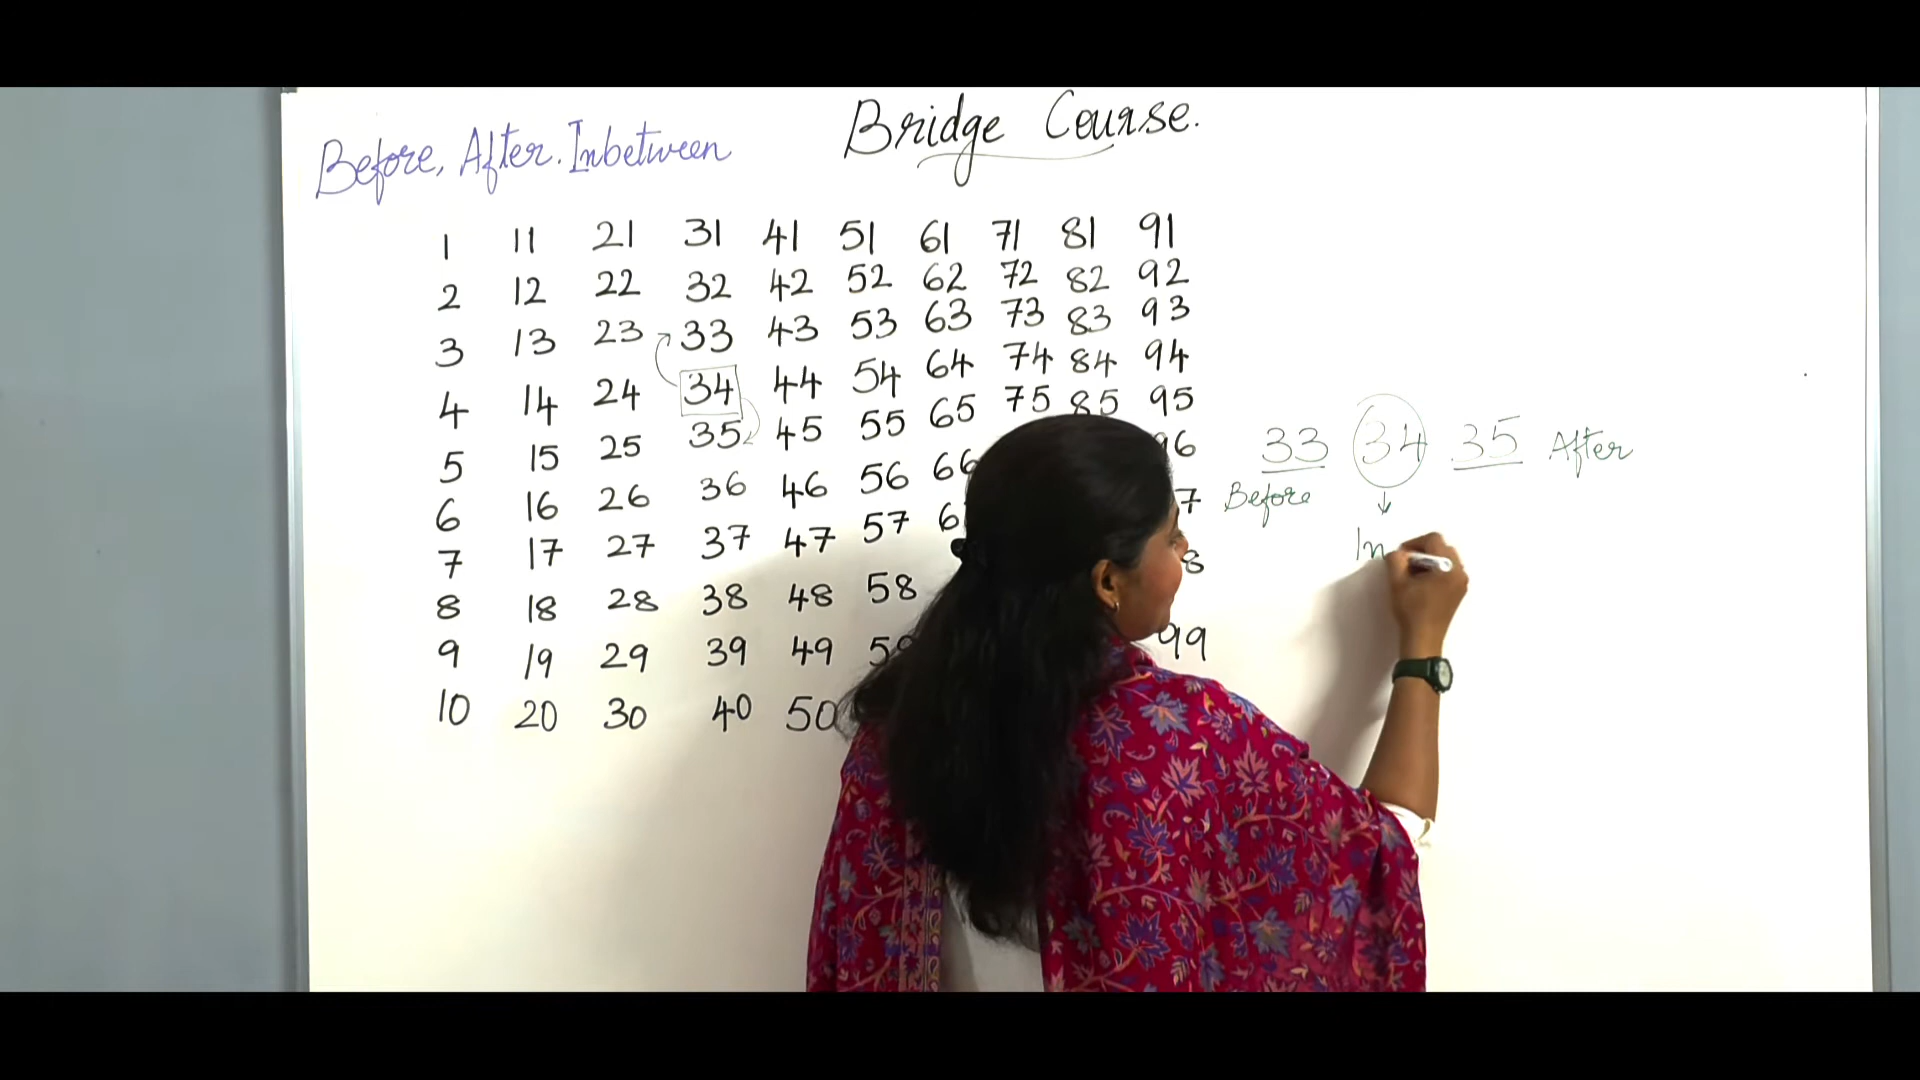 Bridge Course.
Before, After. Inbetween
1 11 21 31 41 51 61 71 81 91
2 12 22 32 42 52 62 72 82 92
3 13 23 33 43 53 63 73 83 93
4 14 24 34 44 54 64 74 84 94
5 15 25 35 45 55 65 75 85 95
6 16 26 36 46 56 66
7 17 27 37 47 57
8 18 28 38 48 58
9 19 29 39 49 99
10 20 30 40 50
33 34 35 After
Before
In